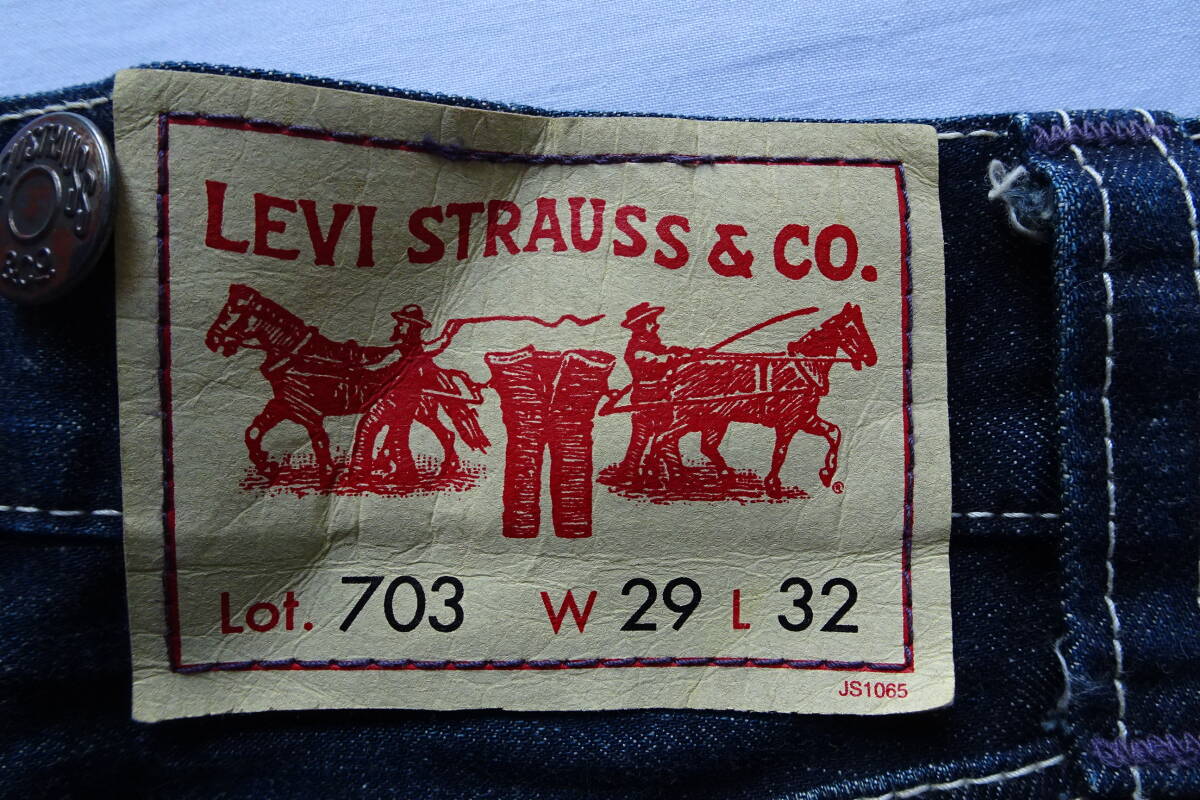 LEVI STRAUSS & CO.
®
Lot. 703 W 29 L 32
JS1065